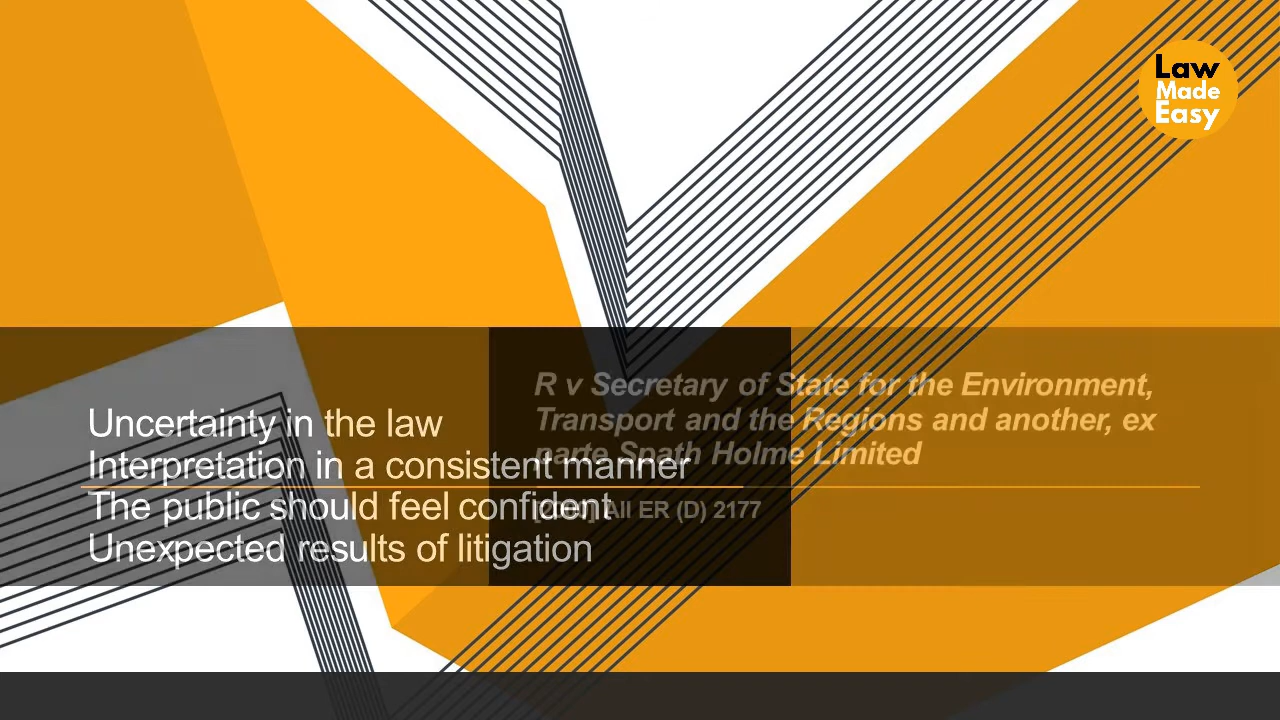 Law
Made
Easy
R v Secretary of State for the Environment,
Transport and the Regions and another, ex
parte Spath Holme Limited
All ER (D) 2177
Uncertainty in the law
Interpretation in a consistent manner
The public should feel confident
Unexpected results of litigation